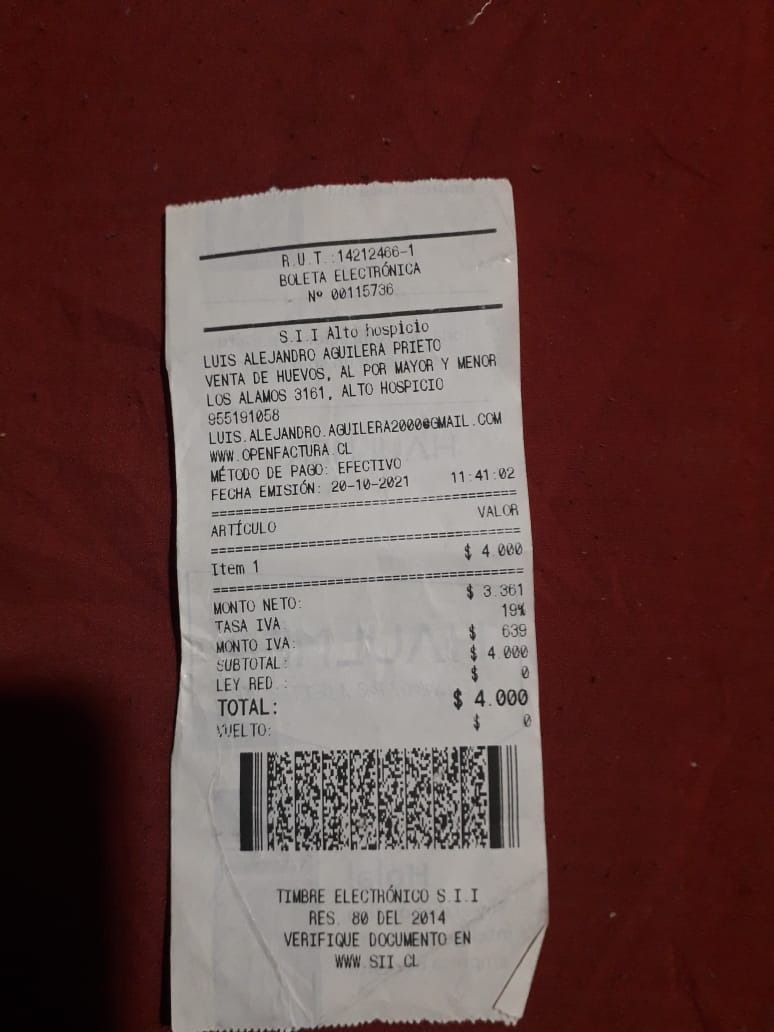 R.U.T.:14212466-1
BOLETA ELECTRÓNICA
Nº 00115736
S.I.I Alto hospicio
LUIS ALEJANDRO AGUILERA PRIETO
VENTA DE HUEVOS, AL POR MAYOR Y MENOR
LOS ALAMOS 3161, ALTO HOSPICIO
955191058
LUIS.ALEJANDRO.AGUILERA2000@GMAIL.COM
WWW.OPENFACTURA.CL
MÉTODO DE PAGO: EFECTIVO
FECHA EMISIÓN: 20-10-2021 11:41:02
ARTÍCULO VALOR
Item 1 $ 4.000
MONTO NETO: $ 3.361
TASA IVA: 19%
MONTO IVA: $ 639
SUBTOTAL: $ 4.000
LEY RED.: $ 0
TOTAL: $ 4.000
VUELTO: $ 0
TIMBRE ELECTRÓNICO S.I.I
RES. 80 DEL 2014
VERIFIQUE DOCUMENTO EN
WWW.SII.CL